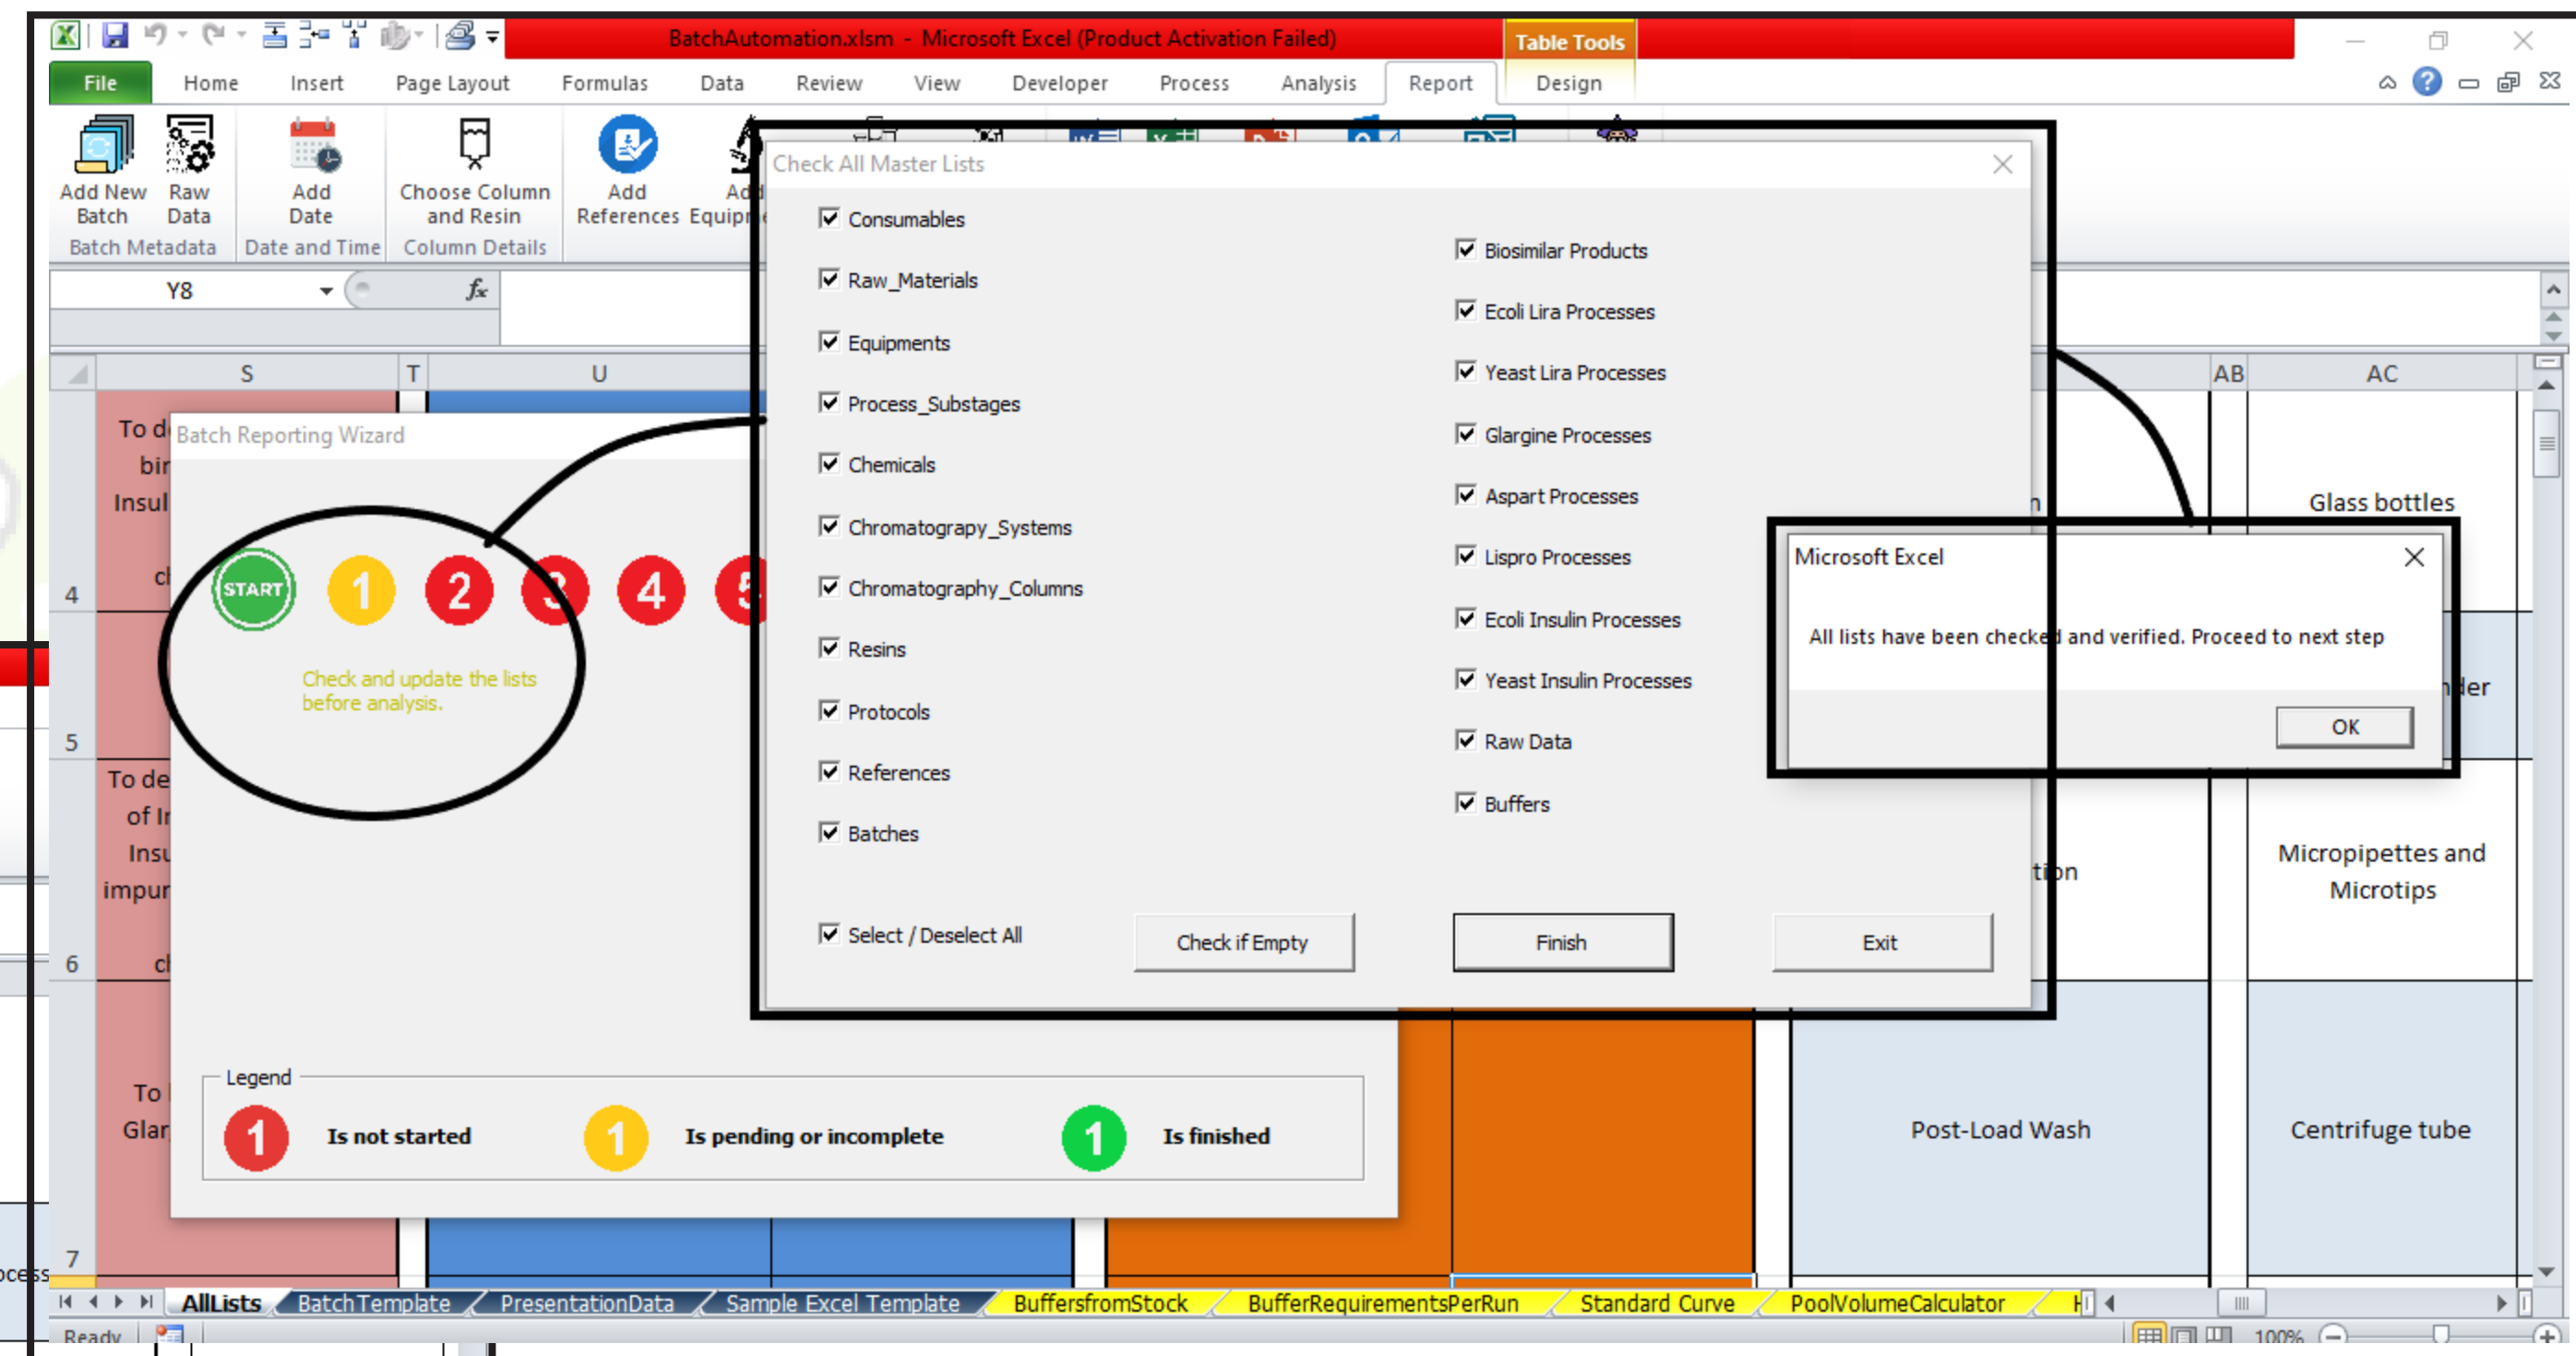 BatchAutomation.xlsm - Microsoft Excel (Product Activation Failed)
Table Tools
File Home Insert Page Layout Formulas Data Review View Developer Process Analysis Report Design
Add New Batch
Raw Data
Add Date
Choose Column and Resin
Add References
Batch Metadata
Date and Time
Column Details
Y8
fx
S T U AB AC
4
5
6
7
Glass bottles
Micropipettes and
Microtips
Post-Load Wash
Centrifuge tube
Batch Reporting Wizard
START 1 2 3 4 5
Check and update the lists
before analysis.
Legend
1 Is not started
1 Is pending or incomplete
1 Is finished
Check All Master Lists
Consumables
Raw_Materials
Equipments
Process_Substages
Chemicals
Chromatograpy_Systems
Chromatography_Columns
Resins
Protocols
References
Batches
Biosimilar Products
Ecoli Lira Processes
Yeast Lira Processes
Glargine Processes
Aspart Processes
Lispro Processes
Ecoli Insulin Processes
Yeast Insulin Processes
Raw Data
Buffers
Select / Deselect All
Check if Empty
Finish
Exit
Microsoft Excel
All lists have been checked and verified. Proceed to next step
OK
AllLists BatchTemplate PresentationData Sample Excel Template BuffersfromStock BufferRequirementsPerRun Standard Curve PoolVolumeCalculator
Ready
100%